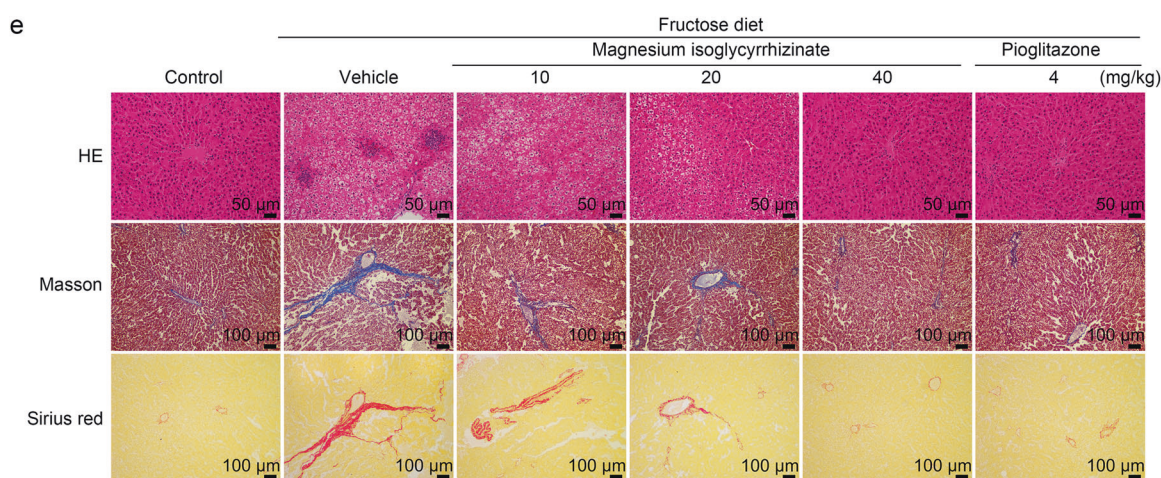 e
Fructose diet
Magnesium isoglycyrrhizinate Pioglitazone
Control Vehicle 10 20 40 4 (mg/kg)
HE
50 µm 50 µm 50 µm 50 µm 50 µm 50 µm
Masson
100 µm 100 µm 100 µm 100 µm 100 µm 100 µm
Sirius red
100 µm 100 µm 100 µm 100 µm 100 µm 100 µm